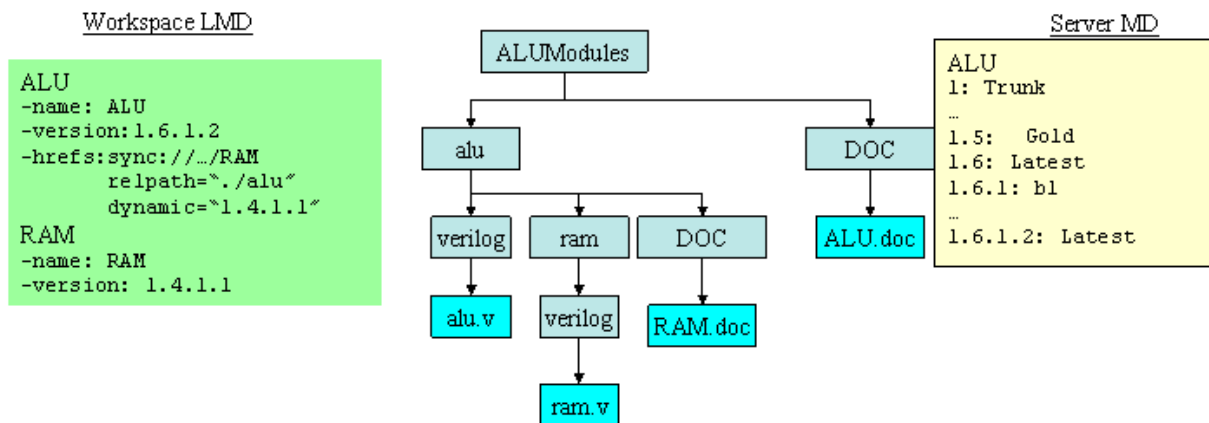 Workspace LMD
ALU
-name: ALU
-version:1.6.1.2
-hrefs:sync://…/RAM
relpath=“./alu”
dynamic=“1.4.1.1”
RAM
-name: RAM
-version: 1.4.1.1
ALUModules
alu
DOC
verilog
ram
DOC
ALU.doc
alu.v
verilog
RAM.doc
ram.v
Server MD
ALU
1: Trunk
…
1.5: Gold
1.6: Latest
1.6.1: bl
…
1.6.1.2: Latest